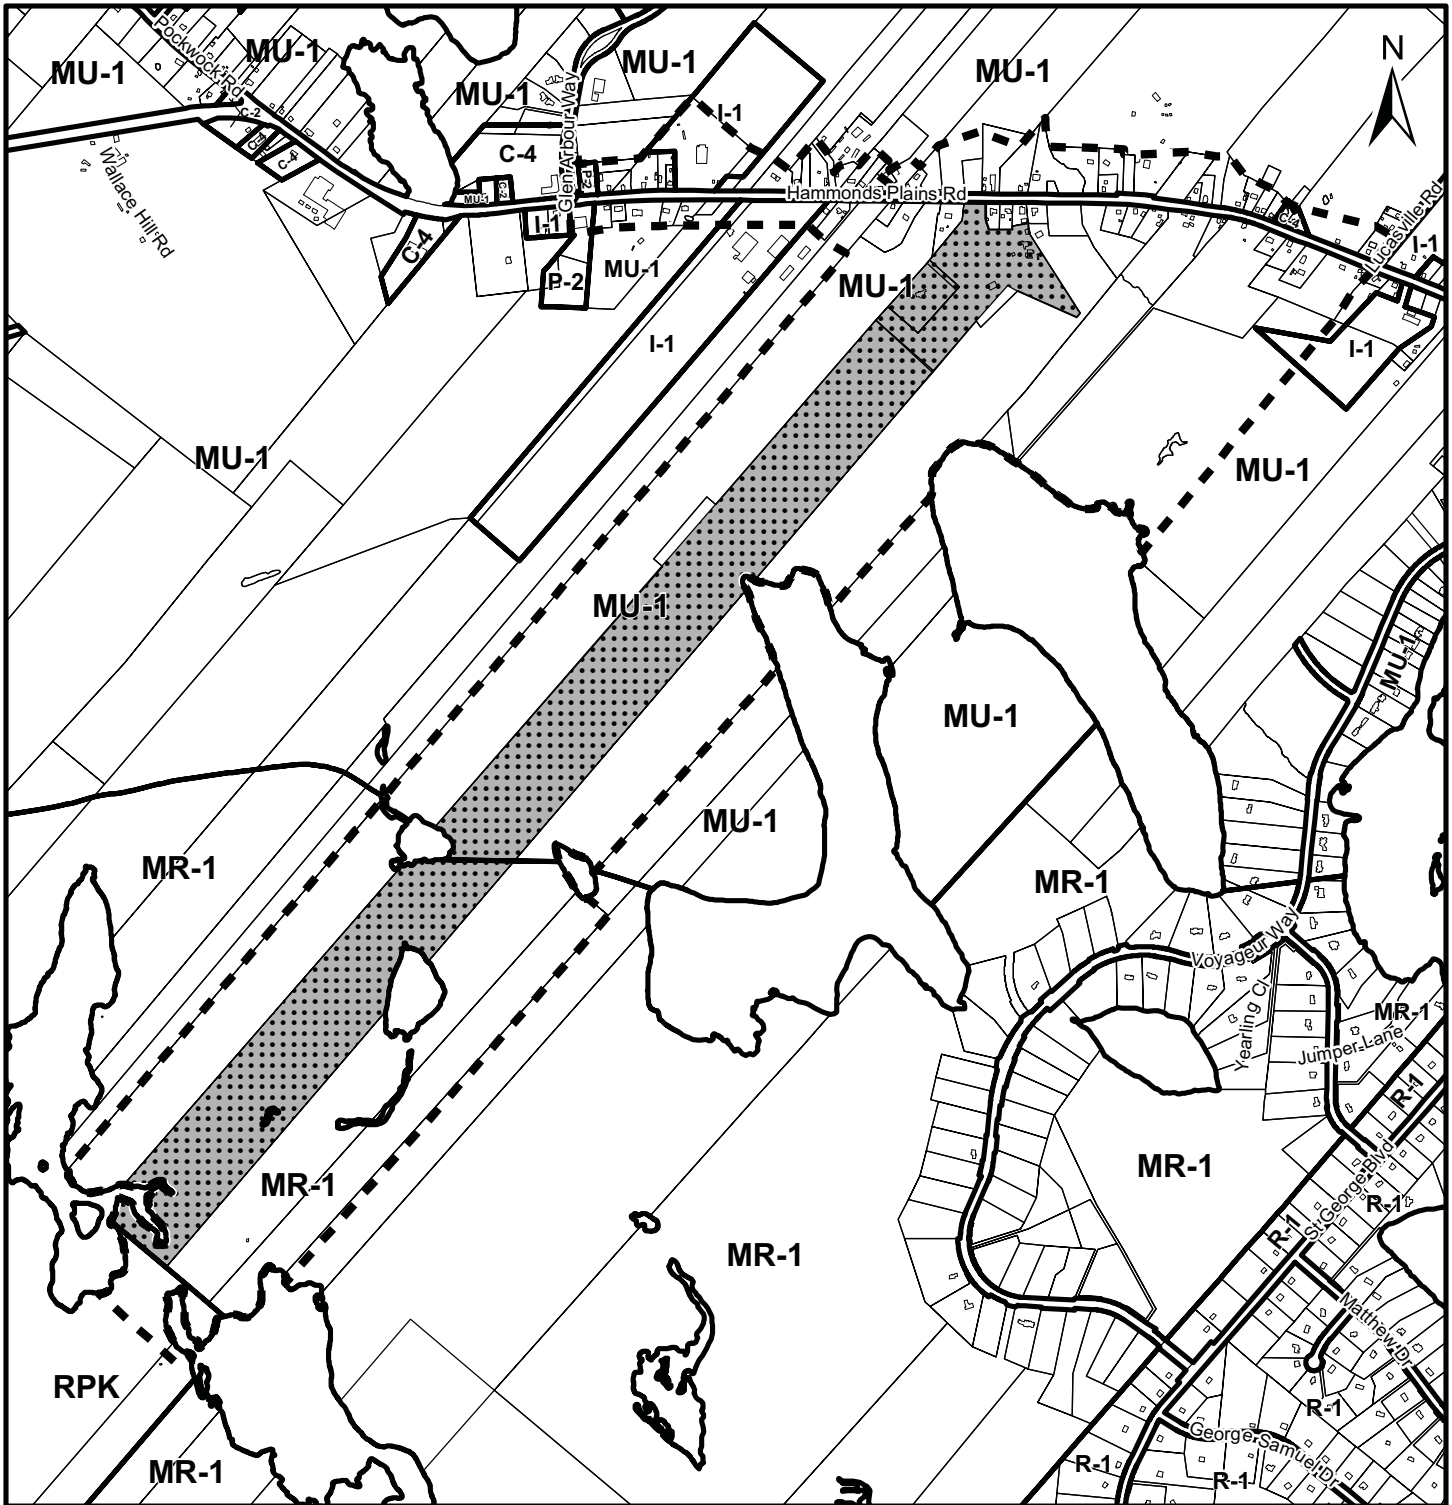 Pockwock Rd
MU-1
MU-1
MU-1
MU-1
MU-1
N
Glen Arbour Way
I-1
C-2
C-4
C-4
C-4
Wallace Hill Rd
P-2
C-2
MU-1
Hammonds Plains Rd
C-4
Lucasville Rd
I-1
I-1
C-4
MU-1
P-2
MU-1
I-1
I-1
MU-1
MU-1
MU-1
MU-1
MU-1
MU-1
MR-1
MR-1
Voyageur Way
Yearling Cl
MR-1
Jumper Lane
R-1
MR-1
MR-1
St George Blvd
R-1
R-1
MR-1
Matthew Dr
RPK
R-1
George Samuel Dr
MR-1
R-1
R-1